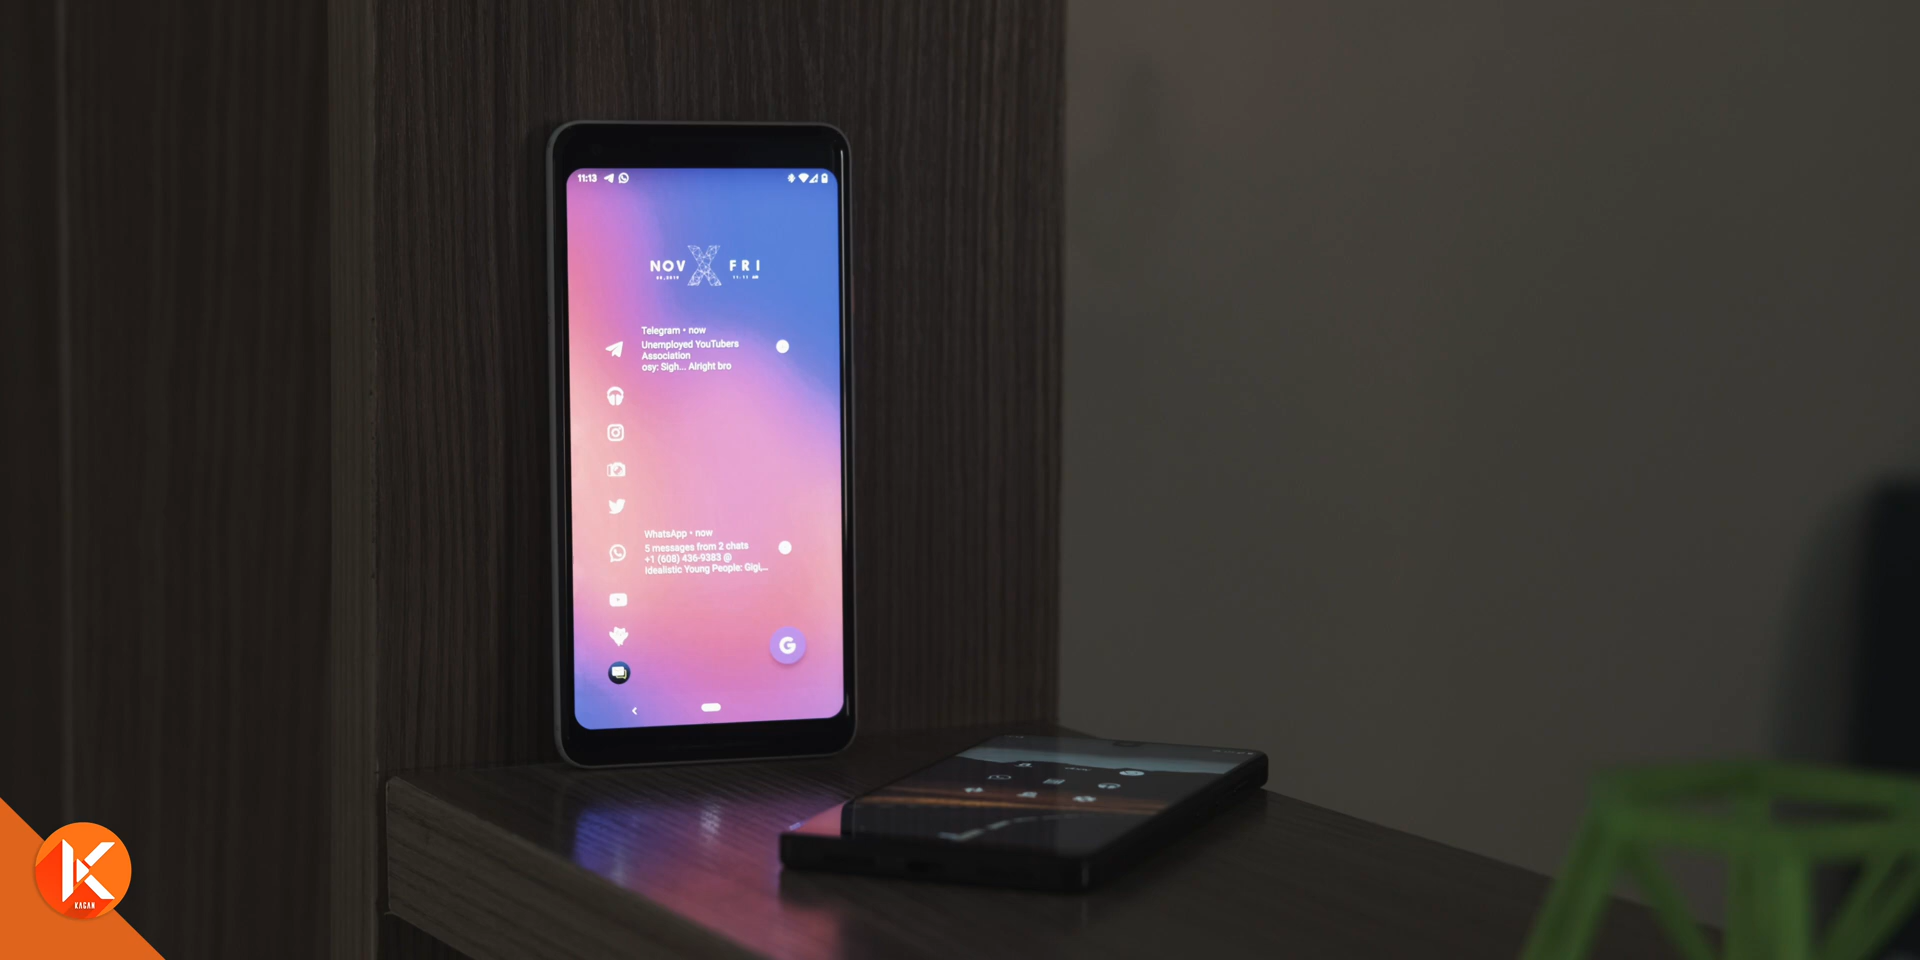 11:13
NOV X FRI
Telegram • now
Unemployed YouTubers
Association
osy: Sigh... Alright bro
WhatsApp • now
5 messages from 2 chats
+1 (608) 436-9383 @
Idealistic Young People: Gigi,...
G
K
KAGAN